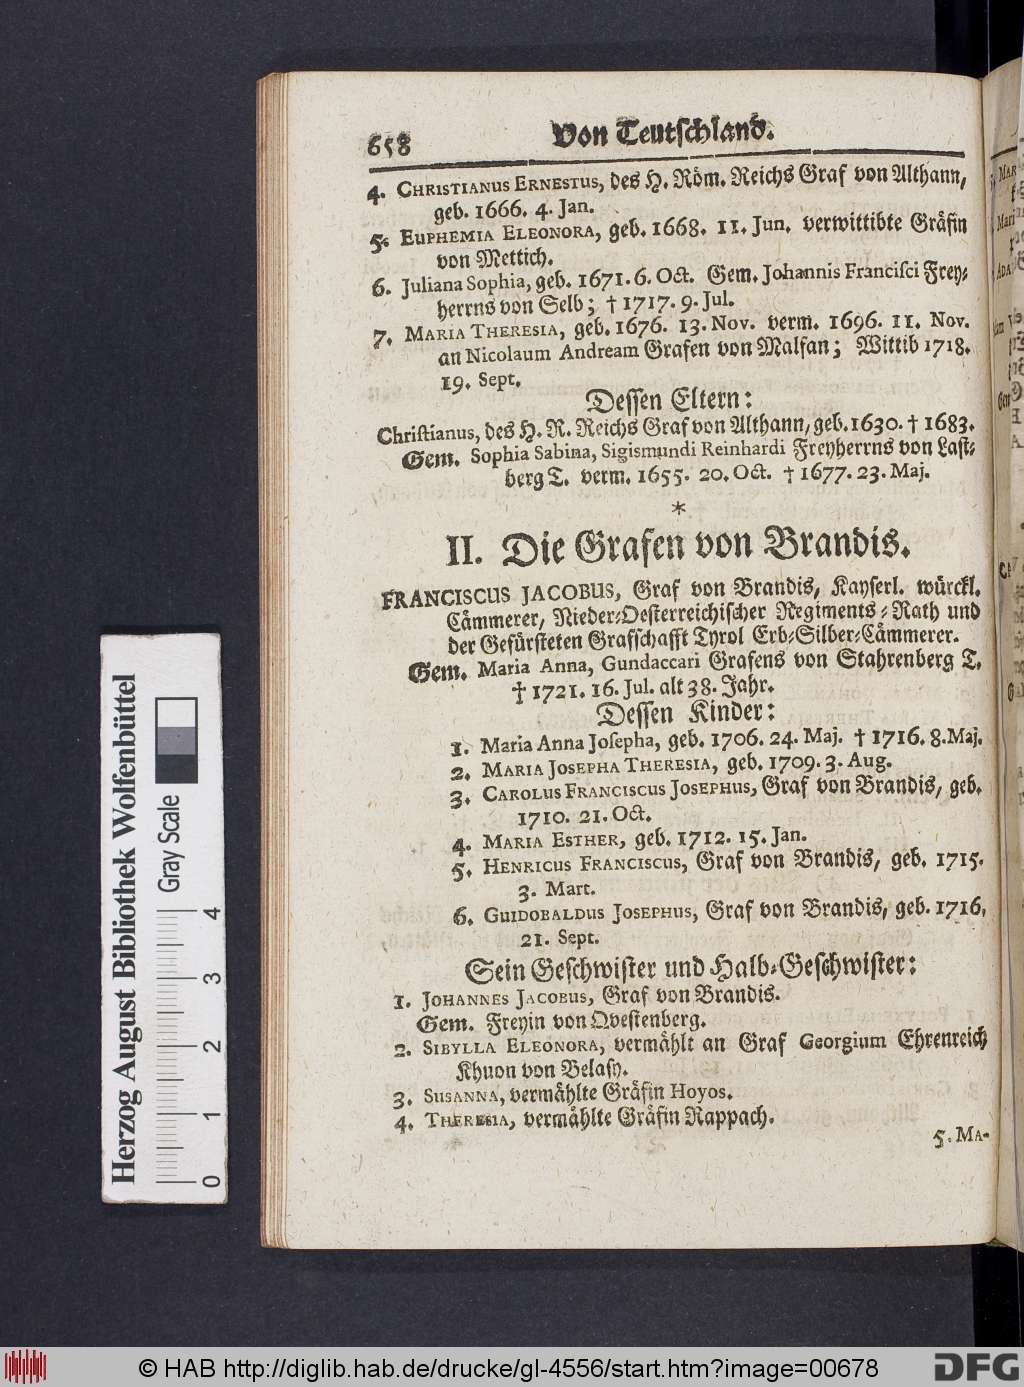 658 Von Teutschland.
4. CHRISTIANUS ERNESTUS, des H. Röm. Reichs Graf von Althann,
geb. 1666. 4. Jan.
5. EUPHEMIA ELEONORA, geb. 1668. 11. Jun. verwittibte Gräfin
von Mettich.
6. Juliana Sophia, geb. 1671. 6. Oct. Gem. Johannis Francisci Frey-
herrns von Selb; † 1717. 9. Jul.
7. MARIA THERESIA, geb. 1676. 13. Nov. verm. 1696. 11. Nov.
an Nicolaum Andream Grafen von Malsan; Wittib 1718.
19. Sept.
Dessen Eltern:
Christianus, des H. R. Reichs Graf von Althann, geb. 1630. † 1683.
Gem. Sophia Sabina, Sigismundi Reinhardi Freyherrns von Last-
berg T. verm. 1655. 20. Oct. † 1677. 23. Maj.
*
II. Die Grafen von Brandis.
FRANCISCUS JACOBUS, Graf von Brandis, Kayserl. würckl.
Cämmerer, Nieder-Oesterreichischer Regiments-Rath und
der Gefürsteten Grafschafft Tyrol Erb-Silber-Cämmerer.
Gem. Maria Anna, Gundaccari Grafens von Stahrenberg T.
† 1721. 16. Jul. alt 38. Jahr.
Dessen Kinder:
1. Maria Anna Josepha, geb. 1706. 24. Maj. † 1716. 8. Maj.
2. MARIA JOSEPHA THERESIA, geb. 1709. 3. Aug.
3. CAROLUS FRANCISCUS JOSEPHUS, Graf von Brandis, geb.
1710. 21. Oct.
4. MARIA ESTHER, geb. 1712. 15. Jan.
5. HENRICUS FRANCISCUS, Graf von Brandis, geb. 1715.
3. Mart.
6. GUIDOBALDUS JOSEPHUS, Graf von Brandis, geb. 1716.
21. Sept.
Sein Geschwister und Halb-Geschwister:
1. JOHANNES JACOBUS, Graf von Brandis.
Gem. Freyin von Qvestenberg.
2. SIBYLLA ELEONORA, vermählt an Graf Georgium Ehrenreich
Khuon von Belasy.
3. SUSANNA, vermählte Gräfin Hoyos.
4. THERESIA, vermählte Gräfin Rappach.
5. MA-
Herzog August Bibliothek Wolfenbüttel
Gray Scale
0 1 2 3 4
© HAB http://diglib.hab.de/drucke/gl-4556/start.htm?image=00678
DFG